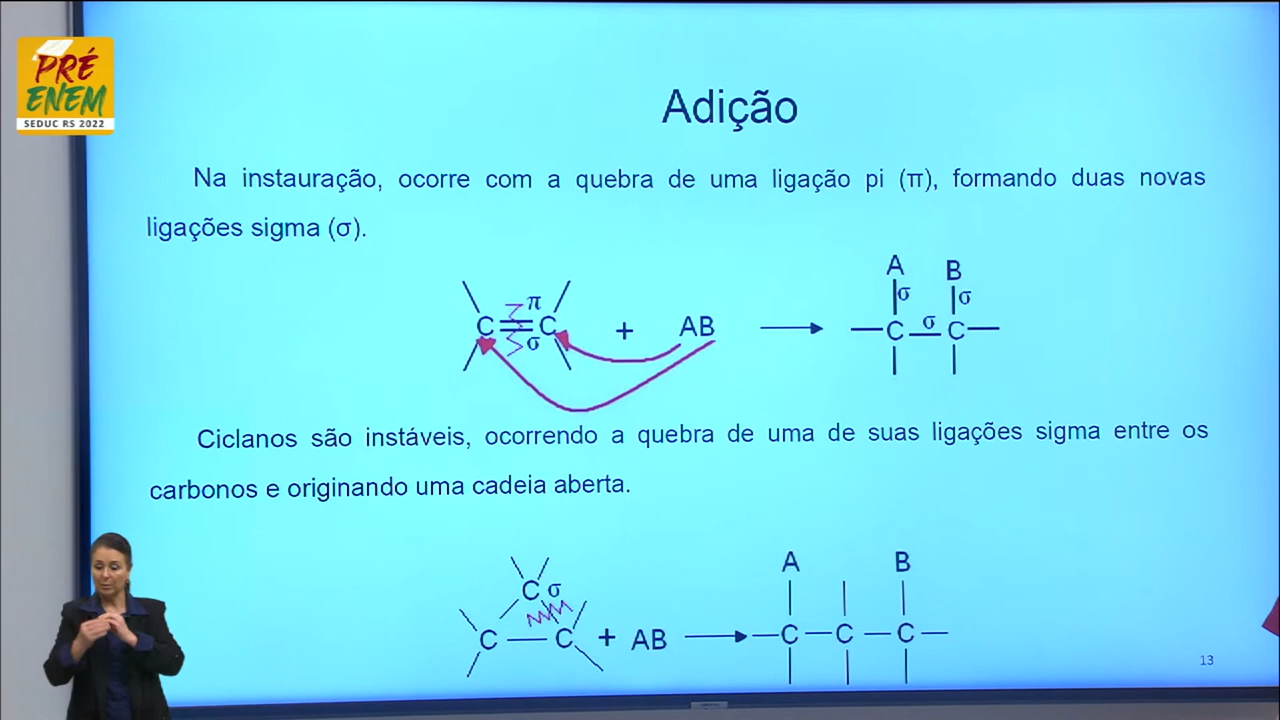 PRÉ
ENEM
SEDUC RS 2022
Adição
Na instauração, ocorre com a quebra de uma ligação pi (π), formando duas novas
ligações sigma (σ).
A B
σ σ
π
C C + AB C σ C
σ
Ciclanos são instáveis, ocorrendo a quebra de uma de suas ligações sigma entre os
carbonos e originando uma cadeia aberta.
A B
C σ
C C + AB C C C
13